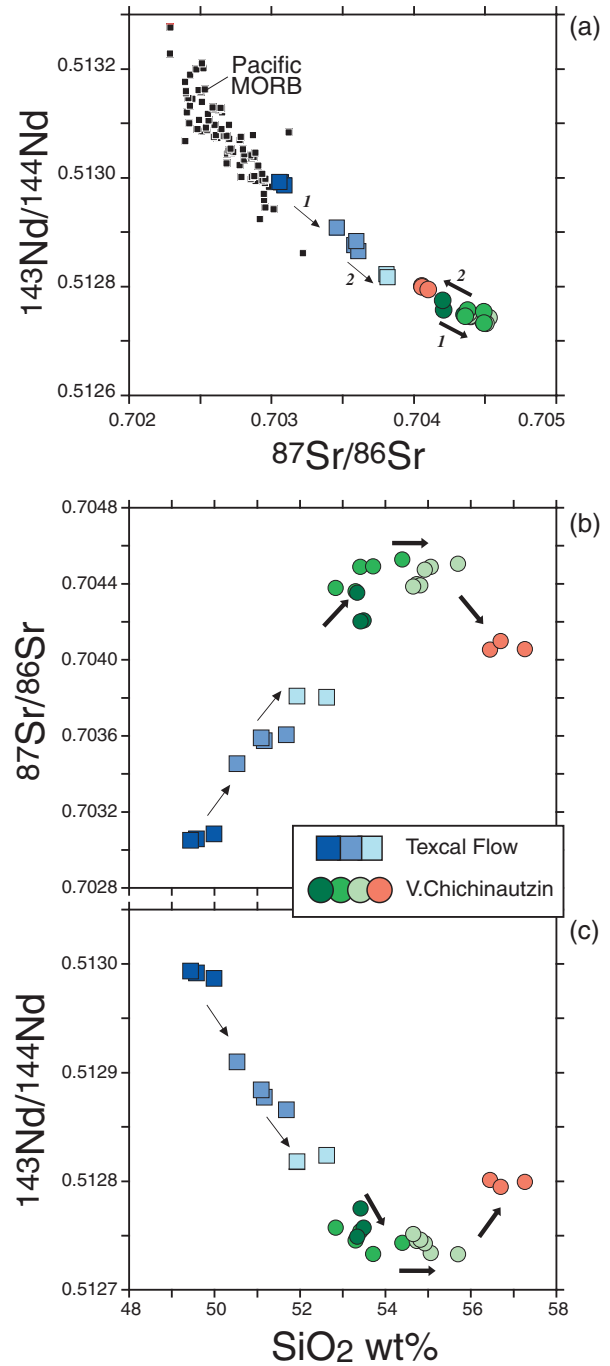 (a)
0.5132
0.5130
0.5128
0.5126
143Nd/144Nd
Pacific
MORB
1
2
2
1
0.702
0.703
0.704
0.705
87Sr/86Sr
(b)
0.7048
0.7044
0.7040
0.7036
0.7032
0.7028
87Sr/86Sr
Texcal Flow
V.Chichinautzin
(c)
0.5130
0.5129
0.5128
0.5127
143Nd/144Nd
48
50
52
54
56
58
SiO2 wt%